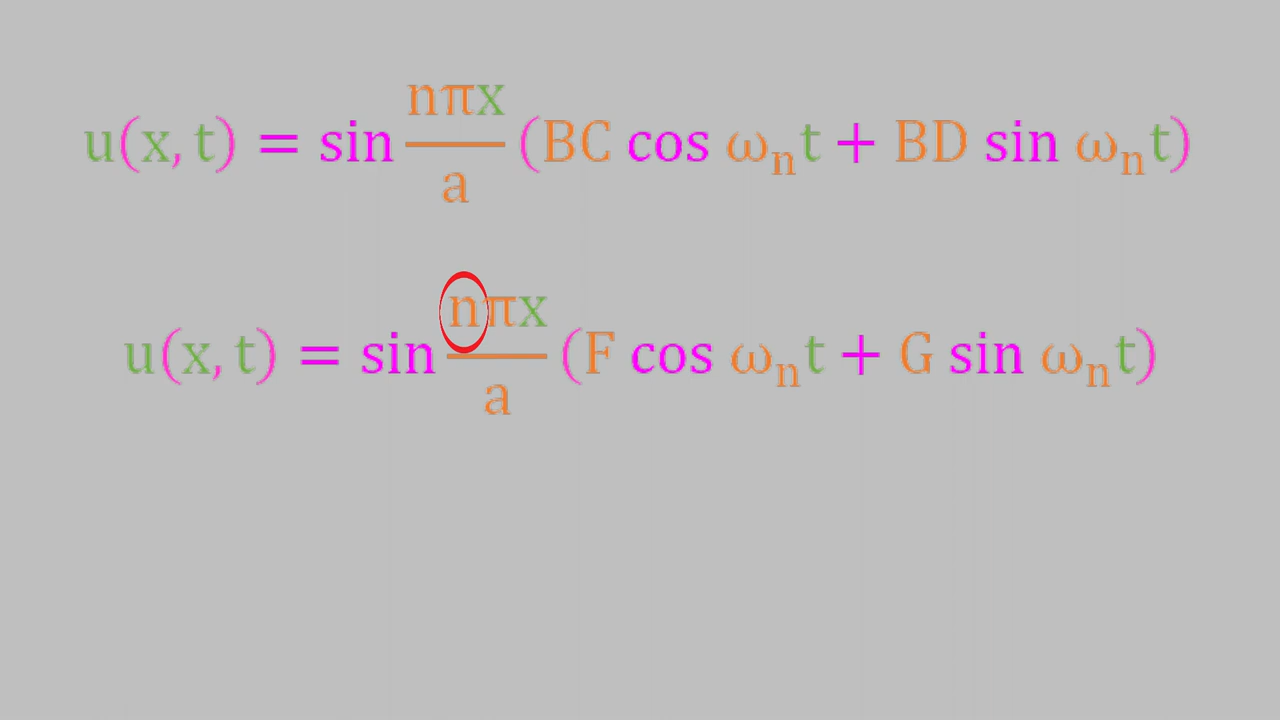 u(x, t) = sin nπx/a (BC cos ωₙt + BD sin ωₙt)
u(x, t) = sin nπx/a (F cos ωₙt + G sin ωₙt)